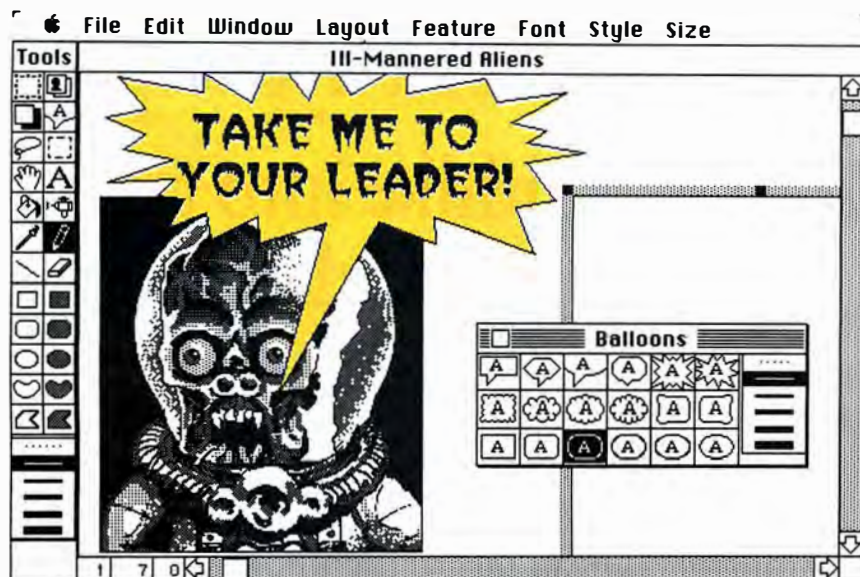 File Edit Window Layout Feature Font Style Size
Tools
Ill-Mannered Aliens
TAKE ME TO
YOUR LEADER!
Balloons
A A A A A A
A A A A A A
A A A A A A
A
A
1 7 0